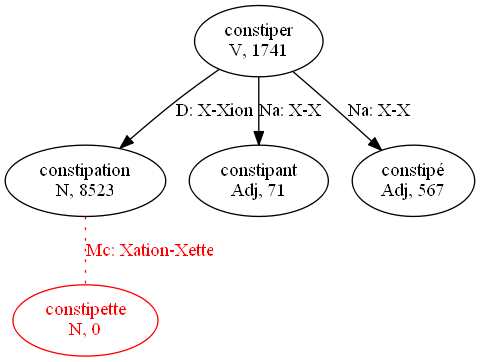 constiper
V, 1741
D: X-Xion
Na: X-X
Na: X-X
constipation
N, 8523
constipant
Adj, 71
constipé
Adj, 567
Mc: Xation-Xette
constipette
N, 0